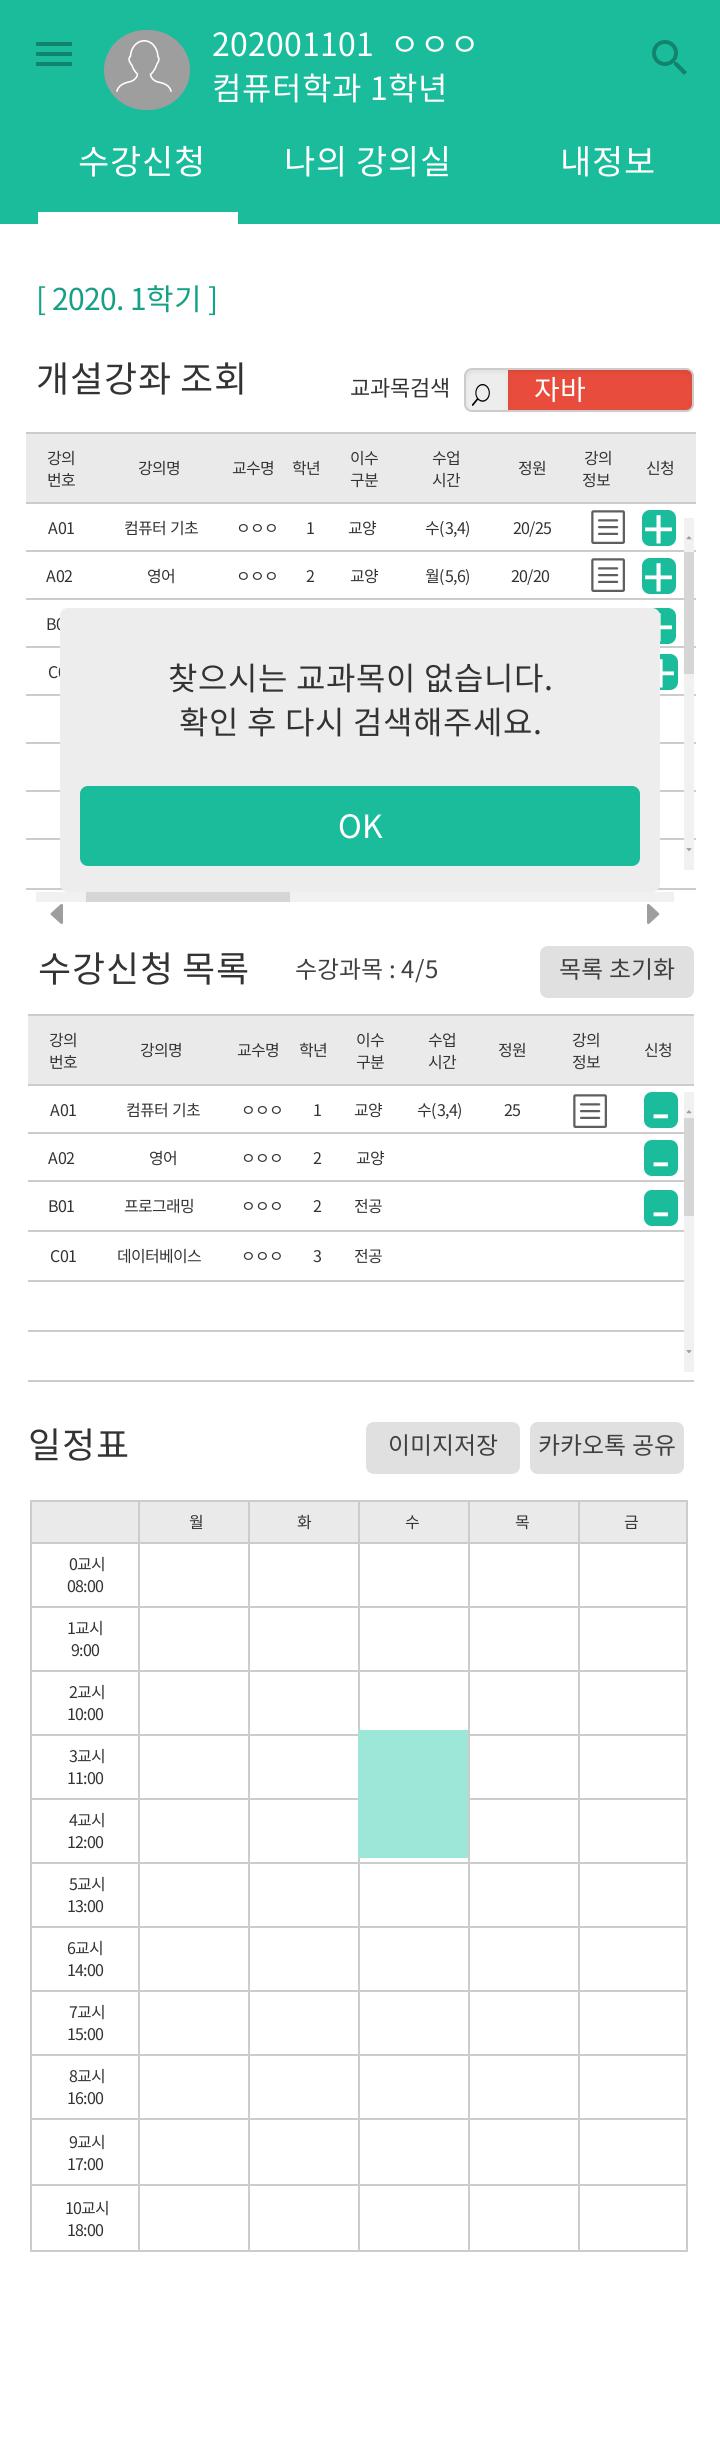 202001101 ㅇㅇㅇ
컴퓨터학과 1학년
수강신청 나의 강의실 내정보
[ 2020. 1학기 ]
개설강좌 조회 교과목검색 자바
강의 번호 강의명 교수명 학년 이수 구분 수업 시간 정원 강의 정보 신청
A01 컴퓨터 기초 ㅇㅇㅇ 1 교양 수(3,4) 20/25
A02 영어 ㅇㅇㅇ 2 교양 월(5,6) 20/20
찾으시는 교과목이 없습니다.
확인 후 다시 검색해주세요.
OK
수강신청 목록 수강과목 : 4/5 목록 초기화
강의 번호 강의명 교수명 학년 이수 구분 수업 시간 정원 강의 정보 신청
A01 컴퓨터 기초 ㅇㅇㅇ 1 교양 수(3,4) 25
A02 영어 ㅇㅇㅇ 2 교양
B01 프로그래밍 ㅇㅇㅇ 2 전공
C01 데이터베이스 ㅇㅇㅇ 3 전공
일정표 이미지저장 카카오톡 공유
월 화 수 목 금
0교시
08:00
1교시
9:00
2교시
10:00
3교시
11:00
4교시
12:00
5교시
13:00
6교시
14:00
7교시
15:00
8교시
16:00
9교시
17:00
10교시
18:00